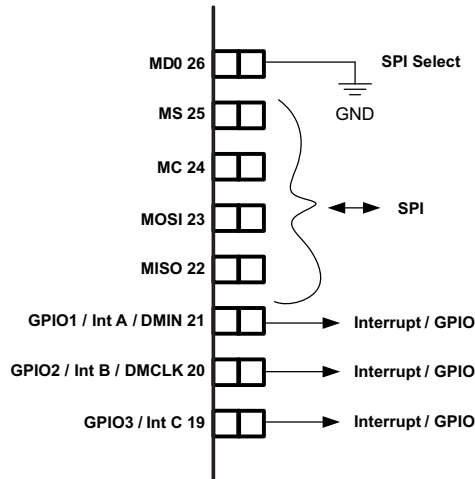 MD0 26
SPI Select
GND
MS 25
MC 24
MOSI 23
SPI
MISO 22
GPIO1 / Int A / DMIN 21
Interrupt / GPIO
GPIO2 / Int B / DMCLK 20
Interrupt / GPIO
GPIO3 / Int C 19
Interrupt / GPIO